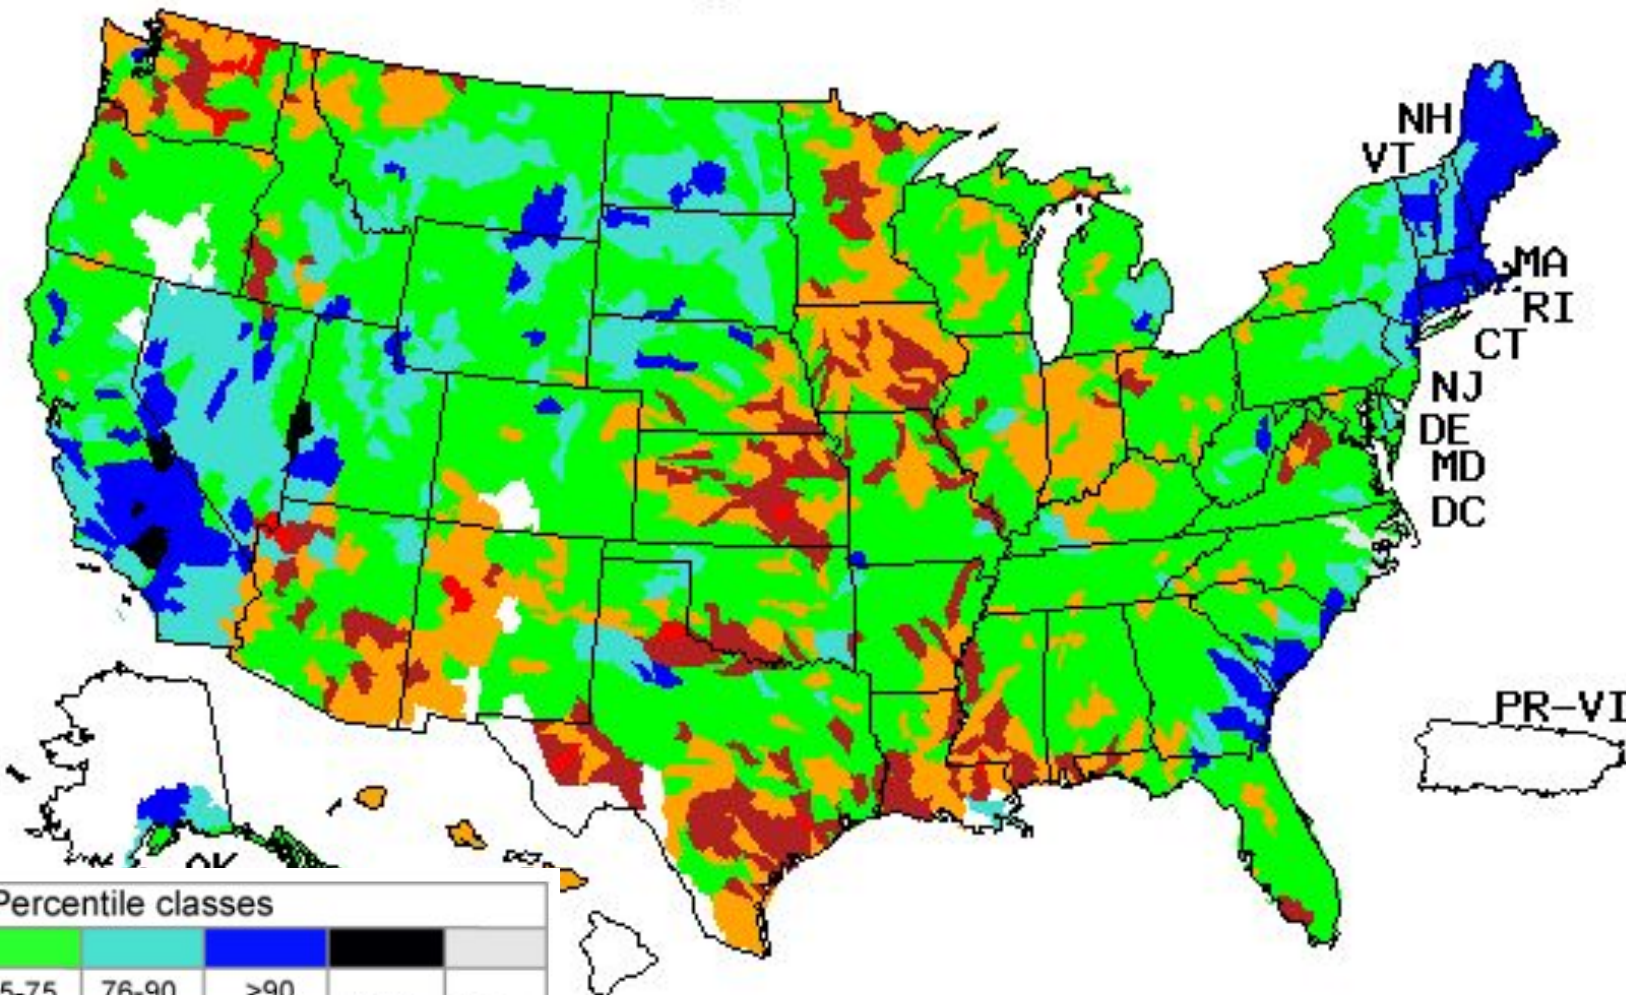 NH
VT
MA
RI
CT
NJ
DE
MD
DC
PR-VI
Percentile classes
76-90
>90